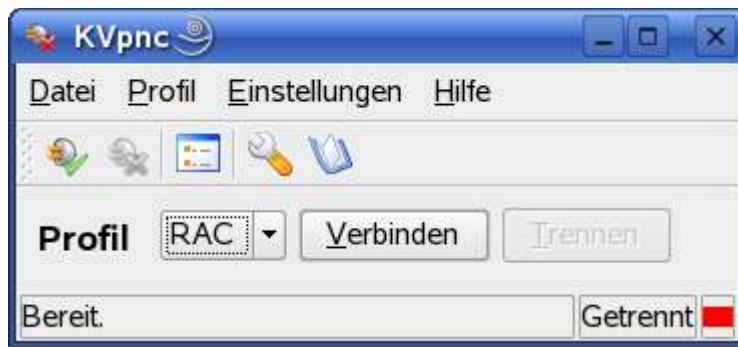 KVpnc
Datei Profil Einstellungen Hilfe
Profil RAC Verbinden Trennen
Bereit. Getrennt